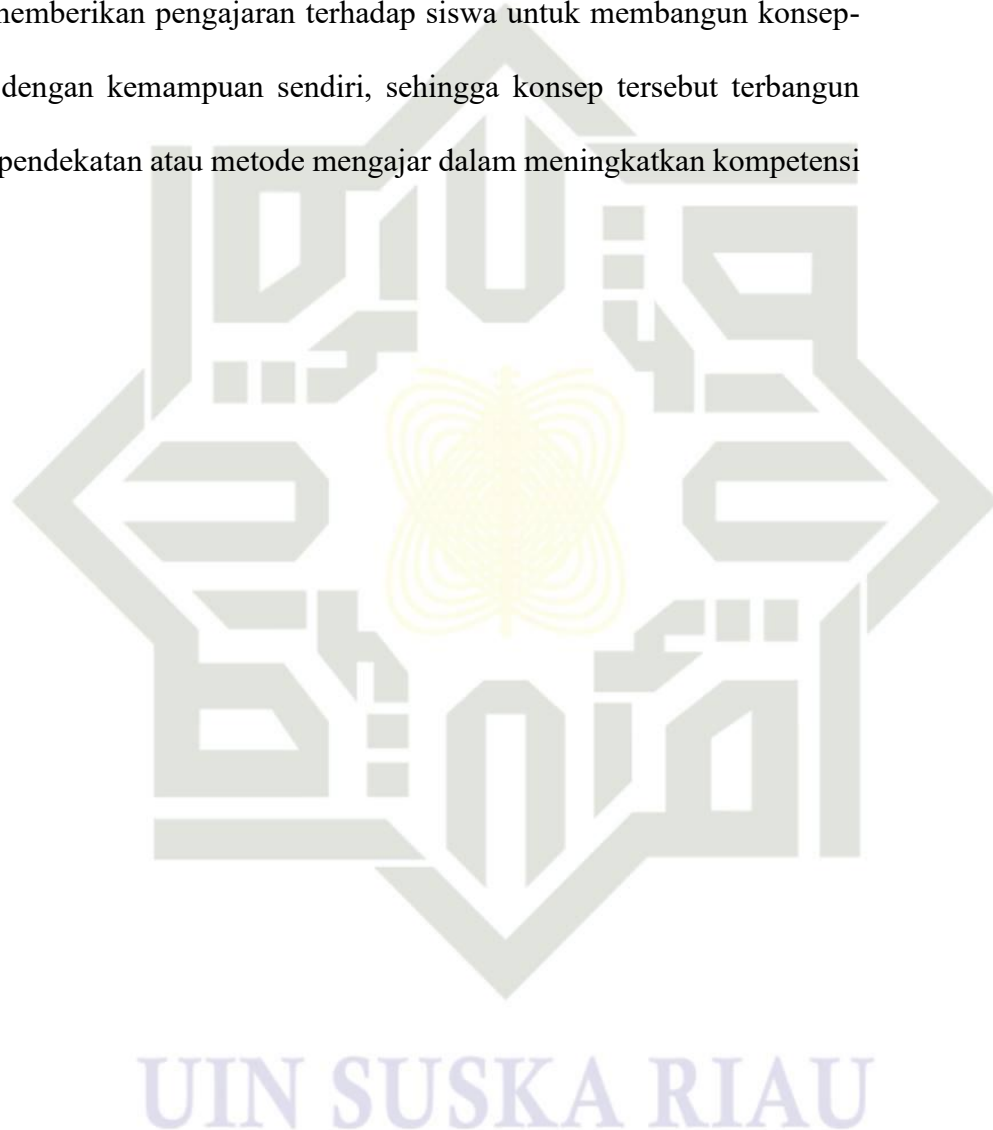 memberikan pengajaran terhadap siswa untuk membangun konsep-
dengan kemampuan sendiri, sehingga konsep tersebut terbangun
pendekatan atau metode mengajar dalam meningkatkan kompetensi
UIN SUSKA RIAU